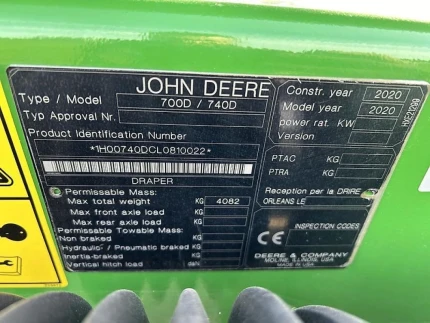 JOHN DEERE
Type / Model 700D / 740D
Typ Approval Nr.
Product Identification Number
*1H00740DCL0810022*
DRAPER
Permissable Mass:
Max total weight KG 4082
Max front axle load KG
Max rear axle load KG
Permissable Towable Mass:
Non braked KG
Hydraulic / Pneumatic braked KG
Inertia-braked KG
Vertical hitch load daN
Constr. year 2020
Model year 2020
power rat. KW
Version
PTAC KG
PTRA KG
Reception per la DRIRE
ORLEANS LE
INSPECTION CODES
CE
DEERE & COMPANY
MOLINE, ILLINOIS, USA
MADE IN USA
HXE12090